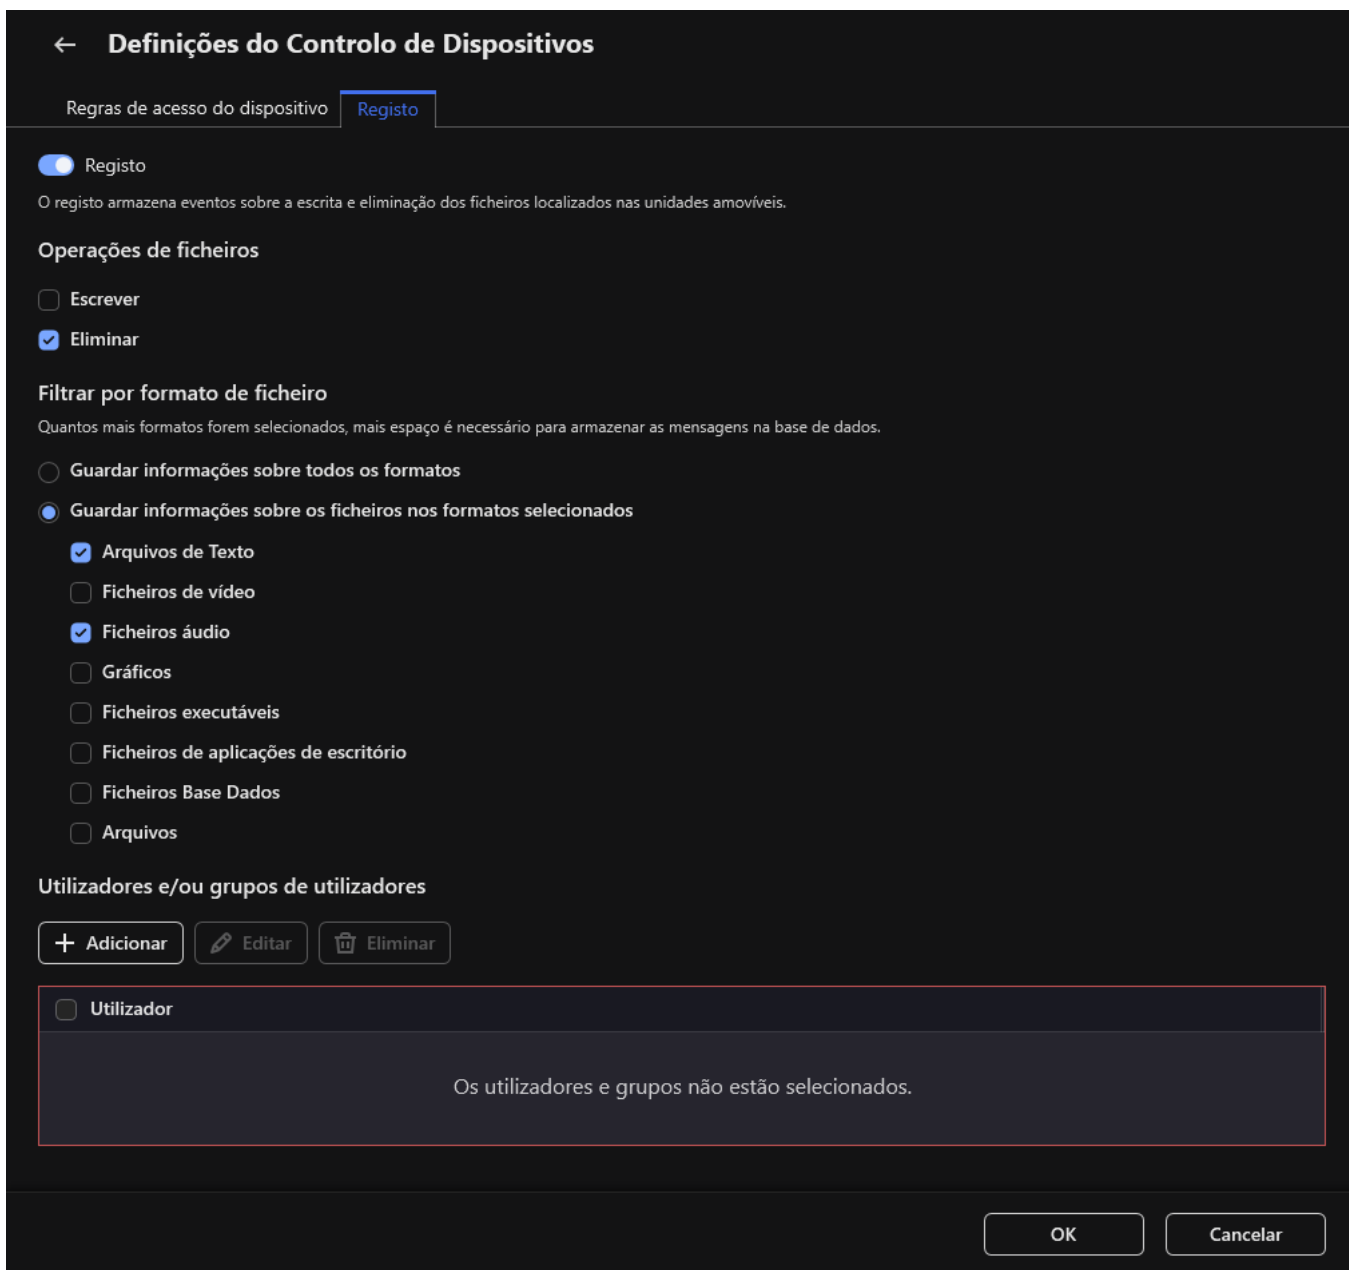 Definições do Controlo de Dispositivos
Regras de acesso do dispositivo
Registo
Registo
O registo armazena eventos sobre a escrita e eliminação dos ficheiros localizados nas unidades amovíveis.
Operações de ficheiros
Escrever
Eliminar
Filtrar por formato de ficheiro
Quantos mais formatos forem selecionados, mais espaço é necessário para armazenar as mensagens na base de dados.
Guardar informações sobre todos os formatos
Guardar informações sobre os ficheiros nos formatos selecionados
Arquivos de Texto
Ficheiros de vídeo
Ficheiros áudio
Gráficos
Ficheiros executáveis
Ficheiros de aplicações de escritório
Ficheiros Base Dados
Arquivos
Utilizadores e/ou grupos de utilizadores
Adicionar
Editar
Eliminar
Utilizador
Os utilizadores e grupos não estão selecionados.
OK
Cancelar